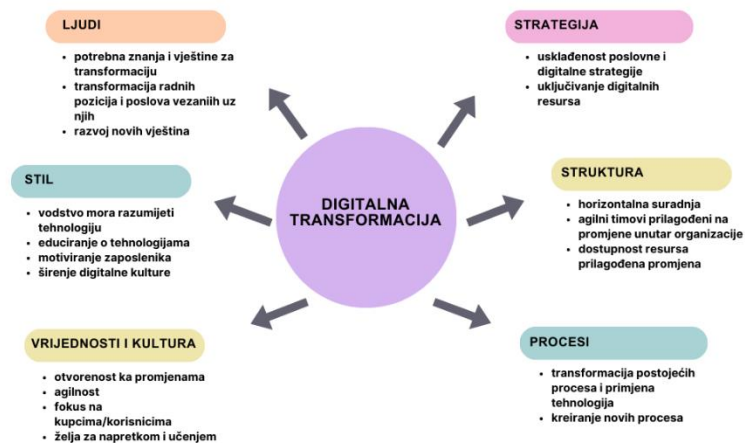 LJUDI
• potrebna znanja i vještine za
transformaciju
• transformacija radnih
pozicija i poslova vezaniih uz
njih
• razvoj novih vještina
STRATEGIJA
• usklađenost poslovne i
digitalne strategije
• uključivanje digitalnih
resursa
STIL
• vodstvo mora razumijeti
tehnologiju
• educiranje o tehnologijama
• motiviranje zaposlenika
• širenje digitalne kulture
DIGITALNA
TRANSFORMACIJA
STRUKTURA
• horizontalna suradnja
• agilni timovi prilagođeni na
promjene unutar organizacije
• dostupnost resursa
prilagođena promjena
VRIJEDNOSTI I KULTURA
• otvorenost ka promjenama
• agilnost
• fokus na
kupcima/korisnicima
• želja za napretkom i učenjem
PROCESI
• transformacija postojećih
procesa i primjena
tehnologija
• kreiranje novih procesa